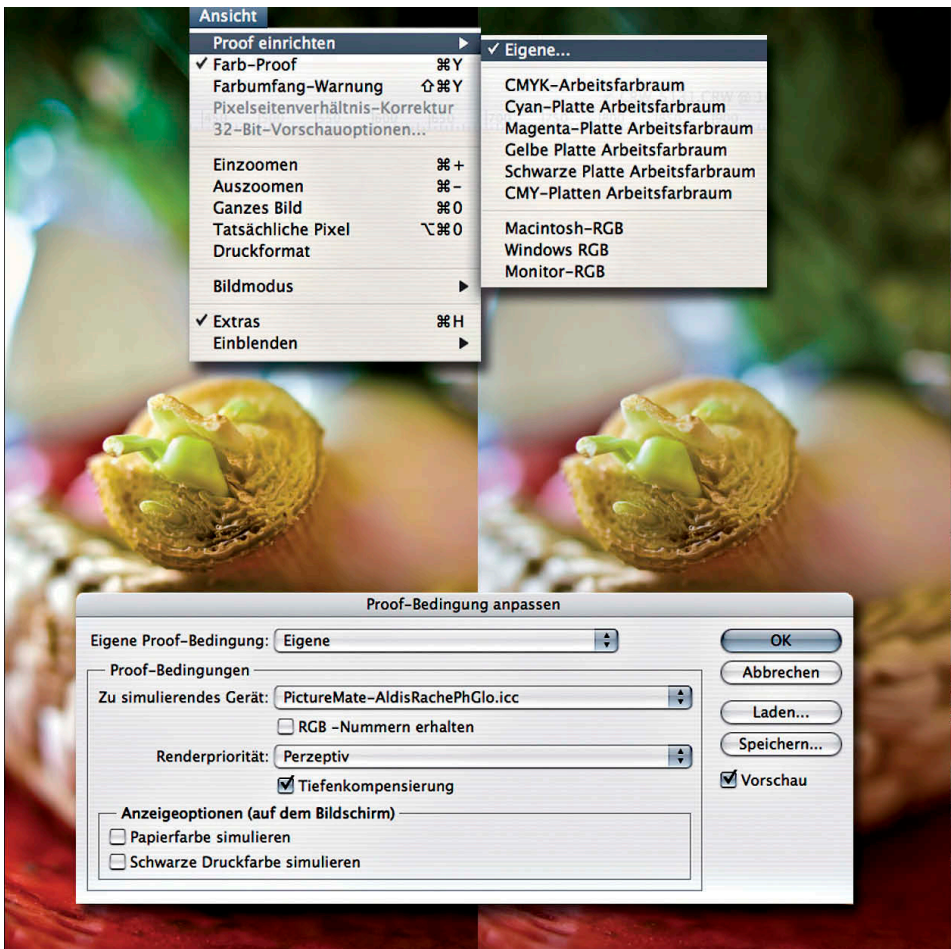 Ansicht
Proof einrichten ▶
✓ Farb-Proof ⌘Y
Farbumfang-Warnung ⇧⌘Y
Pixelseitenverhältnis-Korrektur
32-Bit-Vorschauoptionen...
Einzoomen ⌘+
Auszoomen ⌘-
Ganzes Bild ⌘0
Tatsächliche Pixel ⌥⌘0
Druckformat
Bildmodus ▶
✓ Extras ⌘H
Einblenden ▶
✓ Eigene...
CMYK-Arbeitsfarbraum
Cyan-Platte Arbeitsfarbraum
Magenta-Platte Arbeitsfarbraum
Gelbe Platte Arbeitsfarbraum
Schwarze Platte Arbeitsfarbraum
CMY-Platten Arbeitsfarbraum
Macintosh-RGB
Windows RGB
Monitor-RGB
Proof-Bedingung anpassen
Eigene Proof-Bedingung: Eigene
OK
Proof-Bedingungen
Abbrechen
Zu simulierendes Gerät: PictureMate-AldisRachePhGlo.icc
Laden...
RGB -Nummern erhalten
Speichern...
Renderpriorität: Perzeptiv
Vorschau
Tiefenkompensierung
Anzeigeoptionen (auf dem Bildschirm)
Papierfarbe simulieren
Schwarze Druckfarbe simulieren